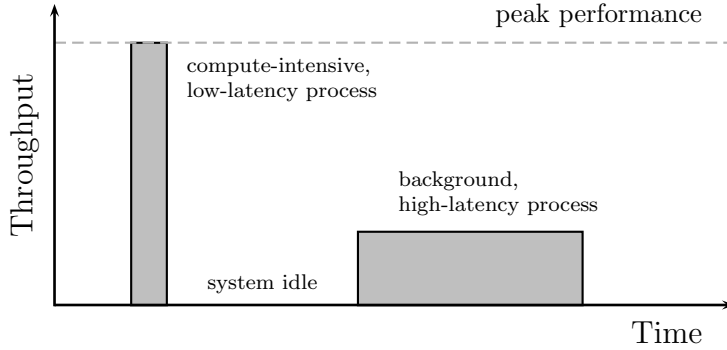 peak performance
compute-intensive,
low-latency process
background,
high-latency process
system idle
Throughput
Time